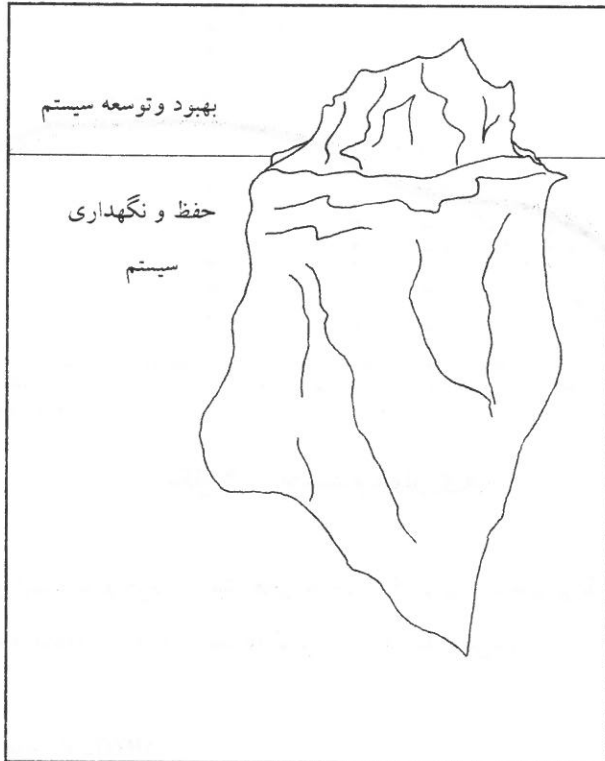 بهبود وتوسعه سیستم
حفظ و نگهداری
سیستم